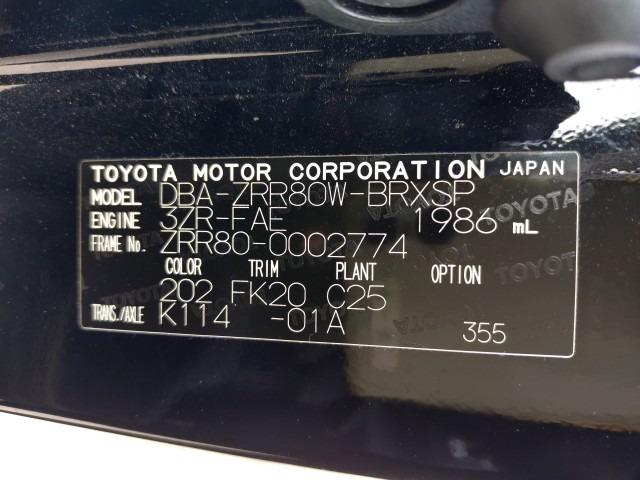 TOYOTA MOTOR CORPORATION JAPAN
MODEL DBA-ZRR80W-BRXSP
ENGINE 3ZR-FAE 1986 mL
FRAME No. ZRR80-0002774
COLOR TRIM PLANT OPTION
202 FK20 C25
TRANS./AXLE K114 -01A 355